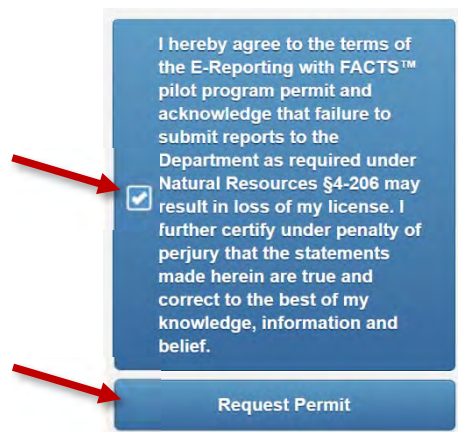 I hereby agree to the terms of
the E-Reporting with FACTS™
pilot program permit and
acknowledge that failure to
submit reports to the
Department as required under
Natural Resources §4-206 may
result in loss of my license. I
further certify under penalty of
perjury that the statements
made herein are true and
correct to the best of my
knowledge, information and
belief.
Request Permit